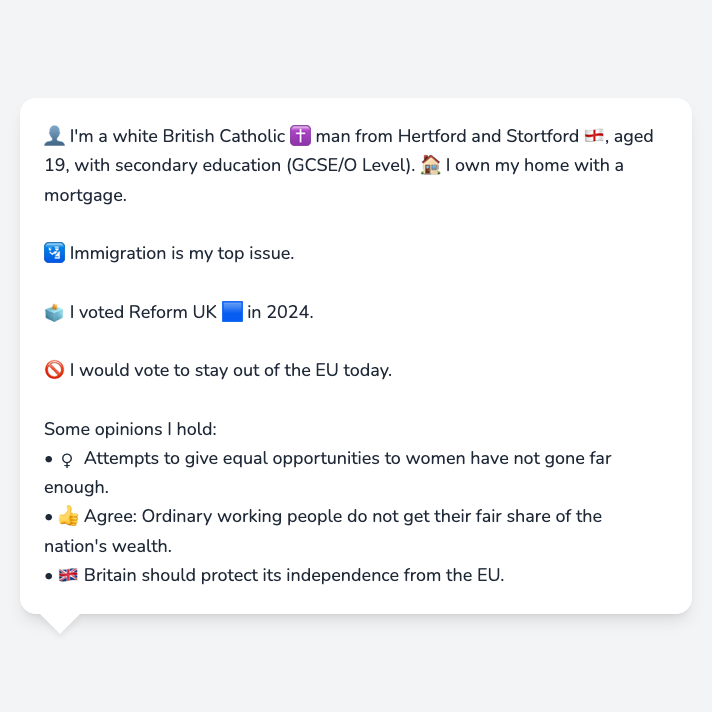 👤 I'm a white British Catholic ✝️ man from Hertford and Stortford 🏴󠁧󠁢󠁥󠁮󠁧󠁿, aged
19, with secondary education (GCSE/O Level). 🏠 I own my home with a
mortgage.
🛂 Immigration is my top issue.
🗳️ I voted Reform UK 🟦 in 2024.
🚫 I would vote to stay out of the EU today.
Some opinions I hold:
• ♀ Attempts to give equal opportunities to women have not gone far
enough.
• 👍 Agree: Ordinary working people do not get their fair share of the
nation's wealth.
• 🇬🇧 Britain should protect its independence from the EU.